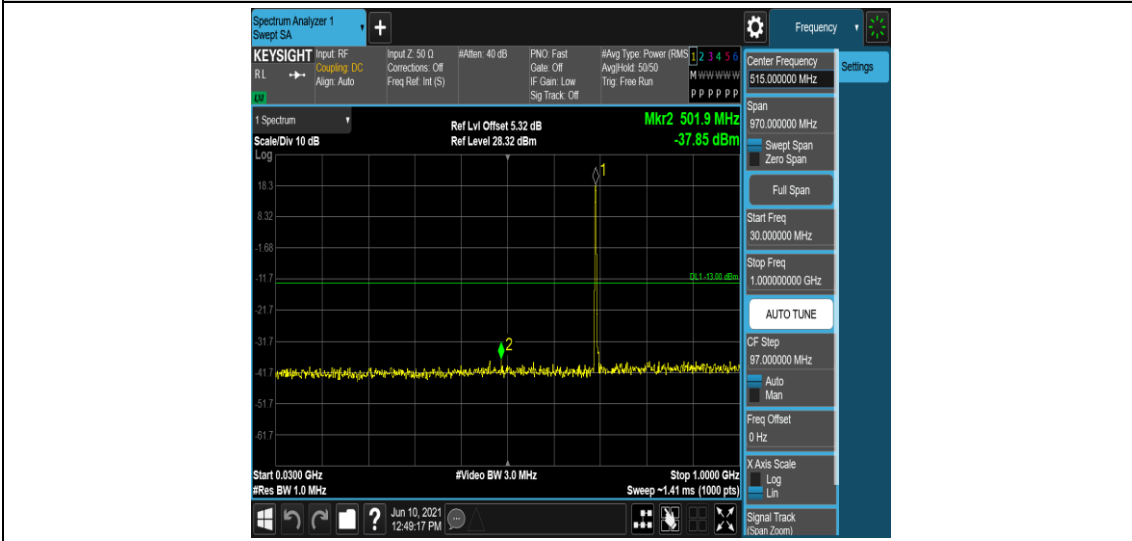 Spectrum Analyzer 1
Swept SA
+
Frequency
KEYSIGHT
RL
Input: RF
Coupling: DC
Align: Auto
Input Z: 50 Ω
Corrections: Off
Freq Ref: Int (S)
#Atten: 40 dB
PNO: Fast
Gate: Off
IF Gain: Low
Sig Track: Off
#Avg Type: Power (RMS
Avg|Hold: 50/50
Trig: Free Run
1 2 3 4 5 6
M W W W W W
P P P P P P
1 Spectrum
Scale/Div 10 dB
Ref Lvl Offset 5.32 dB
Ref Level 28.32 dBm
Mkr2 501.9 MHz
-37.85 dBm
Log
1
18.3
8.32
-1.68
-11.7
DL1 -13.00 dBm
-21.7
-31.7
2
-41.7
-51.7
-61.7
Start 0.0300 GHz
#Res BW 1.0 MHz
#Video BW 3.0 MHz
Stop 1.0000 GHz
Sweep ~1.41 ms (1000 pts)
?
Jun 10, 2021
12:49:17 PM
Center Frequency
515.000000 MHz
Settings
Span
970.000000 MHz
Swept Span
Zero Span
Full Span
Start Freq
30.000000 MHz
Stop Freq
1.000000000 GHz
AUTO TUNE
CF Step
97.000000 MHz
Auto
Man
Freq Offset
0 Hz
X Axis Scale
Log
Lin
Signal Track
(Span Zoom)